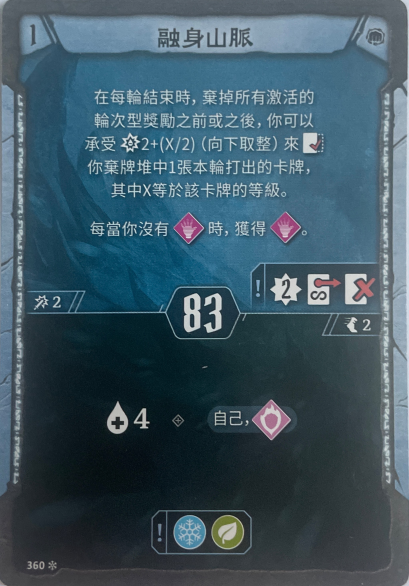 1
融身山脈
在每輪結束時，棄掉所有激活的
輪次型獎勵之前或之後，你可以
承受 2+(X/2)（向下取整）來
你棄牌堆中1張本輪打出的卡牌，
其中X等於該卡牌的等級。
每當你沒有 時，獲得 。
! 2 8
2
83
2
4 自己，
!
360